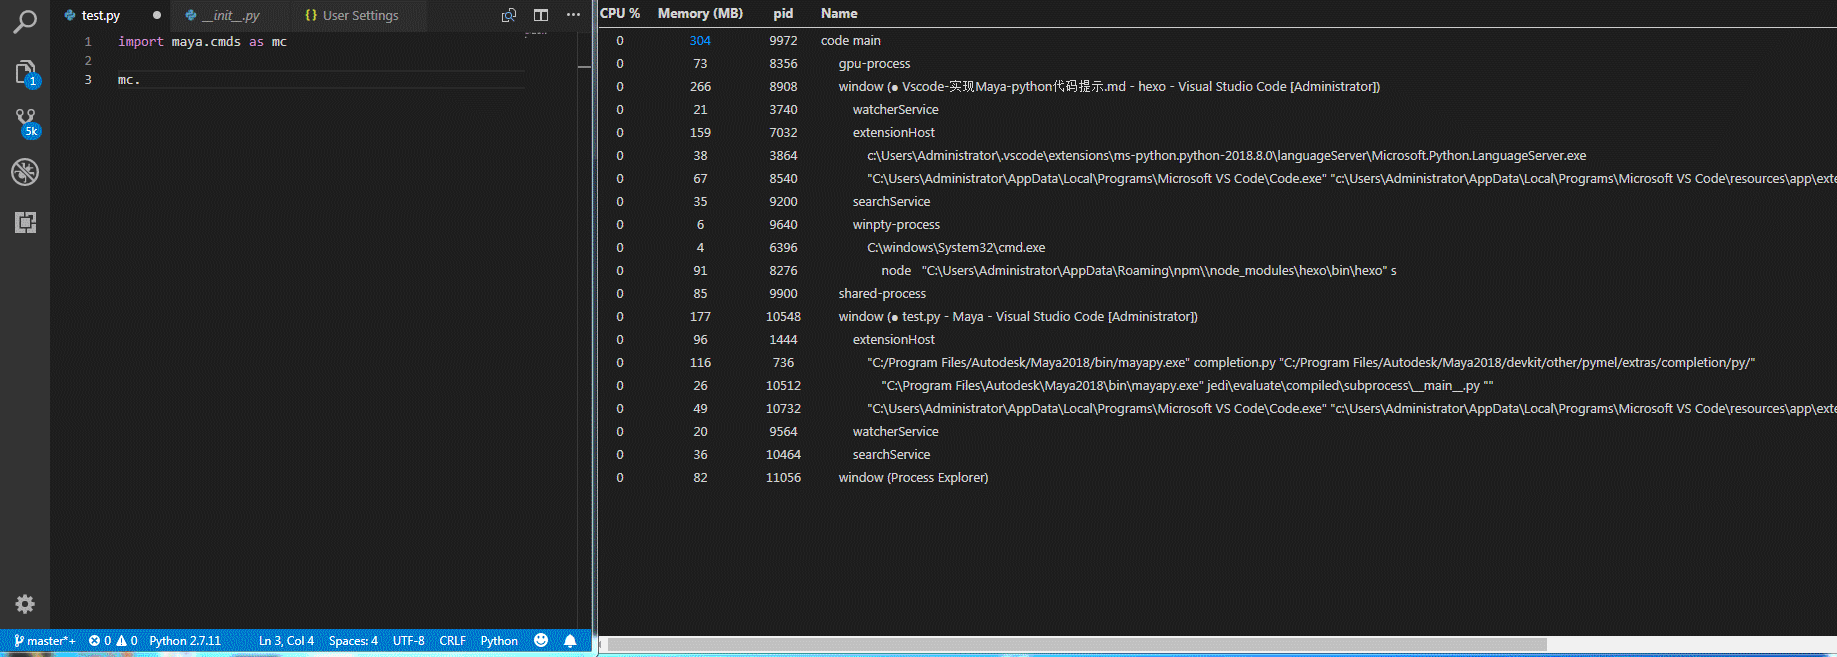 test.py
__init__.py
{} User Settings
1 import maya.cmds as mc
2
3 mc.
1
5k
master*+ 0 0 Python 2.7.11 Ln 3, Col 4 Spaces: 4 UTF-8 CRLF Python
CPU % Memory (MB) pid Name
0 304 9972 code main
0 73 8356 gpu-process
0 266 8908 window (● Vscode-实现Maya-python代码提示.md - hexo - Visual Studio Code [Administrator])
0 21 3740 watcherService
0 159 7032 extensionHost
0 38 3864 c:\Users\Administrator\.vscode\extensions\ms-python.python-2018.8.0\languageServer\Microsoft.Python.LanguageServer.exe
0 67 8540 "C:\Users\Administrator\AppData\Local\Programs\Microsoft VS Code\Code.exe" "c:\Users\Administrator\AppData\Local\Programs\Microsoft VS Code\resources\app\exte
0 35 9200 searchService
0 6 9640 winpty-process
0 4 6396 C:\windows\System32\cmd.exe
0 91 8276 node "C:\Users\Administrator\AppData\Roaming\npm\\node_modules\hexo\bin\hexo" s
0 85 9900 shared-process
0 177 10548 window (● test.py - Maya - Visual Studio Code [Administrator])
0 96 1444 extensionHost
0 116 736 "C:/Program Files/Autodesk/Maya2018/bin/mayapy.exe" completion.py "C:/Program Files/Autodesk/Maya2018/devkit/other/pymel/extras/completion/py/"
0 26 10512 "C:\Program Files\Autodesk\Maya2018\bin\mayapy.exe" jedi\evaluate\compiled\subprocess\__main__.py ""
0 49 10732 "C:\Users\Administrator\AppData\Local\Programs\Microsoft VS Code\Code.exe" "c:\Users\Administrator\AppData\Local\Programs\Microsoft VS Code\resources\app\exte
0 20 9564 watcherService
0 36 10464 searchService
0 82 11056 window (Process Explorer)